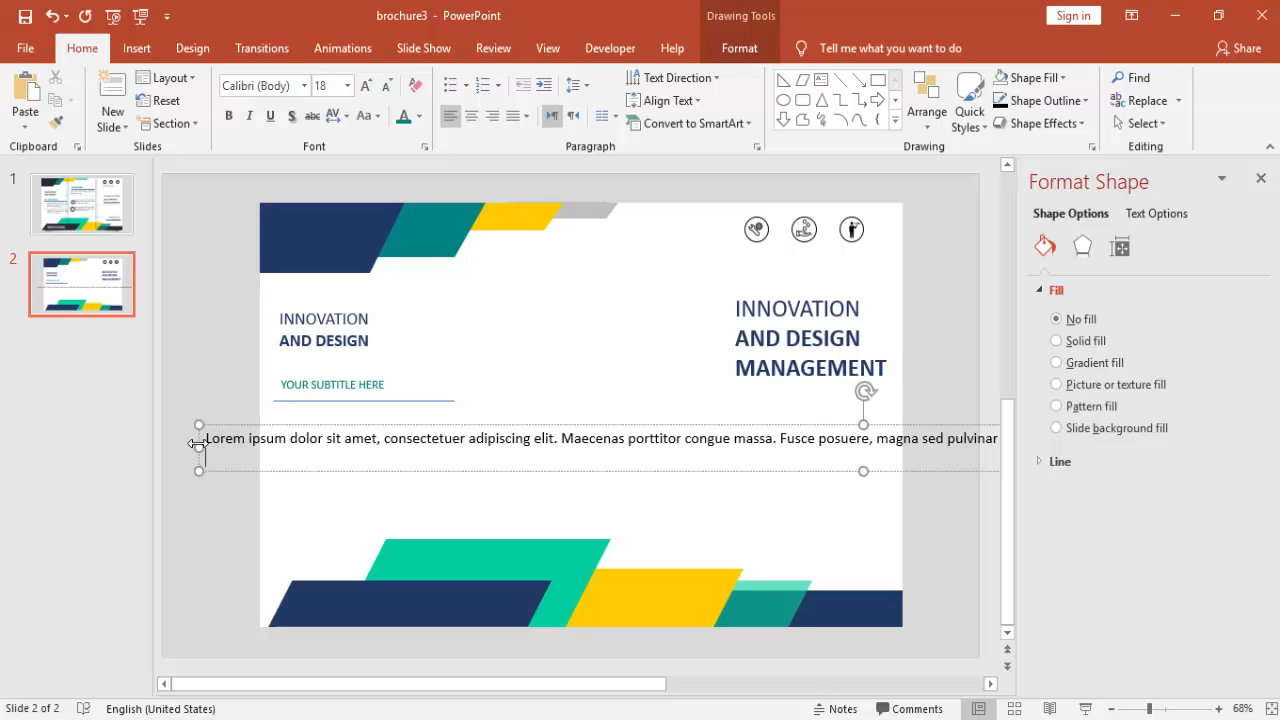 brochure3 - PowerPoint
Drawing Tools
Sign in
File Home Insert Design Transitions Animations Slide Show Review View Developer Help Format Tell me what you want to do Share
Paste
New
Slide
Layout
Reset
Section
Calibri (Body) 18
B I U S abc AV Aa A
Text Direction
Align Text
Convert to SmartArt
Arrange
Quick
Styles
Shape Fill
Shape Outline
Shape Effects
Find
Replace
Select
Clipboard Slides Font Paragraph Drawing Editing
1
2
INNOVATION
AND DESIGN
YOUR SUBTITLE HERE
INNOVATION
AND DESIGN
MANAGEMENT
Lorem ipsum dolor sit amet, consectetuer adipiscing elit. Maecenas porttitor congue massa. Fusce posuere, magna sed pulvinar
Format Shape
Shape Options Text Options
Fill
No fill
Solid fill
Gradient fill
Picture or texture fill
Pattern fill
Slide background fill
Line
Slide 2 of 2 English (United States) Notes Comments 68%